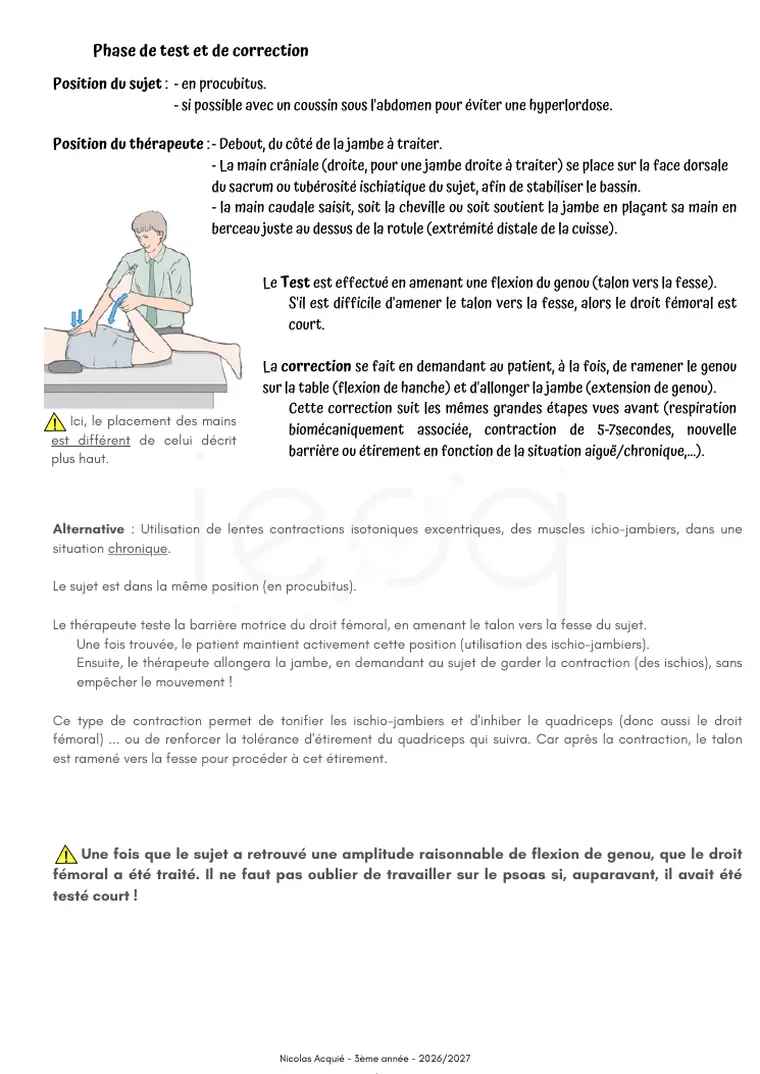 Phase de test et de correction
Position du sujet : - en procubitus.
- si possible avec un coussin sous l'abdomen pour éviter une hyperlordose.
Position du thérapeute :- Debout, du côté de la jambe à traiter.
- La main crâniale (droite, pour une jambe droite à traiter) se place sur la face dorsale
du sacrum ou tubérosité ischiatique du sujet, afin de stabiliser le bassin.
- la main caudale saisit, soit la cheville ou soit soutient la jambe en plaçant sa main en
berceau juste au dessus de la rotule (extrémité distale de la cuisse).
Le Test est effectué en amenant une flexion du genou (talon vers la fesse).
S'il est difficile d'amener le talon vers la fesse, alors le droit fémoral est
court.
La correction se fait en demandant au patient, à la fois, de ramener le genou
sur la table (flexion de hanche) et d'allonger la jambe (extension de genou).
Cette correction suit les mêmes grandes étapes vues avant (respiration
biomécaniquement associée, contraction de 5-7secondes, nouvelle
barrière ou étirement en fonction de la situation aiguë/chronique,...).
Ici, le placement des mains
est différent de celui décrit
plus haut.
iesq
Alternative : Utilisation de lentes contractions isotoniques excentriques, des muscles ichio-jambiers, dans une
situation chronique.
Le sujet est dans la même position (en procubitus).
Le thérapeute teste la barrière motrice du droit fémoral, en amenant le talon vers la fesse du sujet.
Une fois trouvée, le patient maintient activement cette position (utilisation des ischio-jambiers).
Ensuite, le thérapeute allongera la jambe, en demandant au sujet de garder la contraction (des ischios), sans
empêcher le mouvement !
Ce type de contraction permet de tonifier les ischio-jambiers et d'inhiber le quadriceps (donc aussi le droit
fémoral) ... ou de renforcer la tolérance d'étirement du quadriceps qui suivra. Car après la contraction, le talon
est ramené vers la fesse pour procéder à cet étirement.
Une fois que le sujet a retrouvé une amplitude raisonnable de flexion de genou, que le droit
fémoral a été traité. Il ne faut pas oublier de travailler sur le psoas si, auparavant, il avait été
testé court !
Nicolas Acquié - 3ème année - 2026/2027